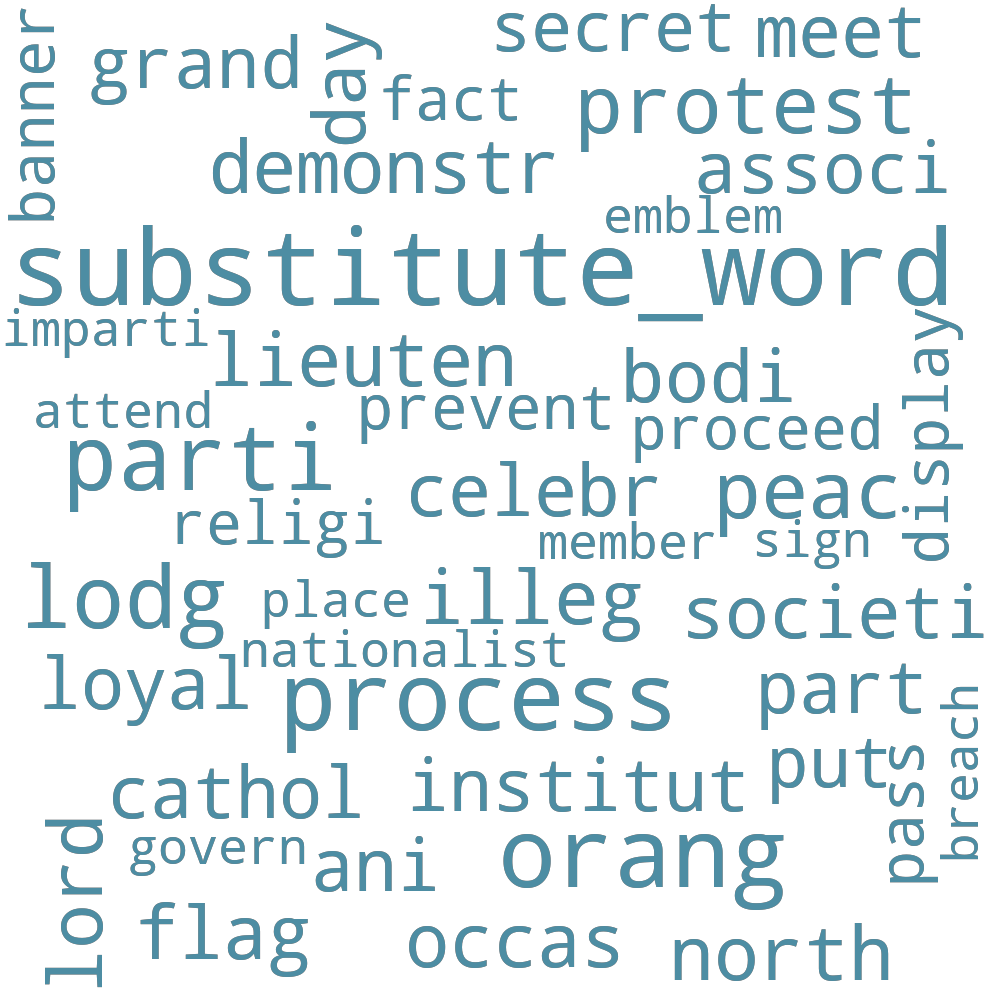 secret meet
grand
banner
day
fact
protest
demonstr
associ
emblem
substitute_word
imparti
lieuten
display
bodi
attend
prevent
proceed
parti
celebr
peac
religi
member
sign
lodg
place
illeg
societi
nationalist
loyal
process
part
breach
put
pass
cathol
institut
lord
govern
ani
orang
flag
occas
north